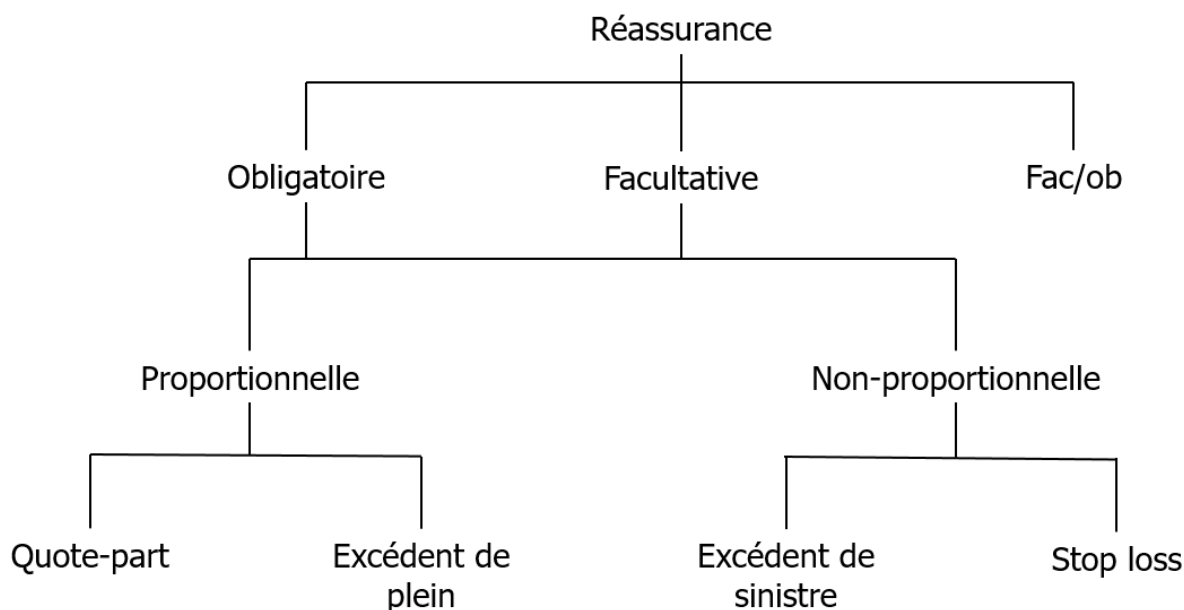 Réassurance
Obligatoire
Facultative
Fac/ob
Proportionnelle
Non-proportionnelle
Quote-part
Excédent de
plein
Excédent de
sinistre
Stop loss